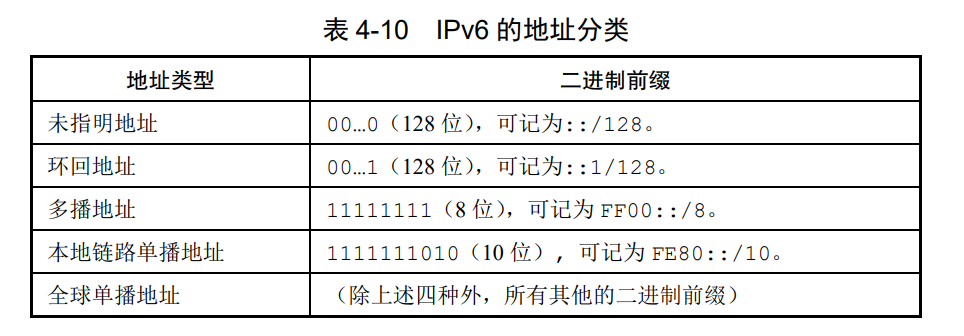 表 4-10 IPv6 的地址分类
地址类型 二进制前缀
未指明地址 00…0（128 位），可记为::/128。
环回地址 00…1（128 位），可记为::1/128。
多播地址 11111111（8 位），可记为 FF00::/8。
本地链路单播地址 1111111010（10 位），可记为 FE80::/10。
全球单播地址 （除上述四种外，所有其他的二进制前缀）